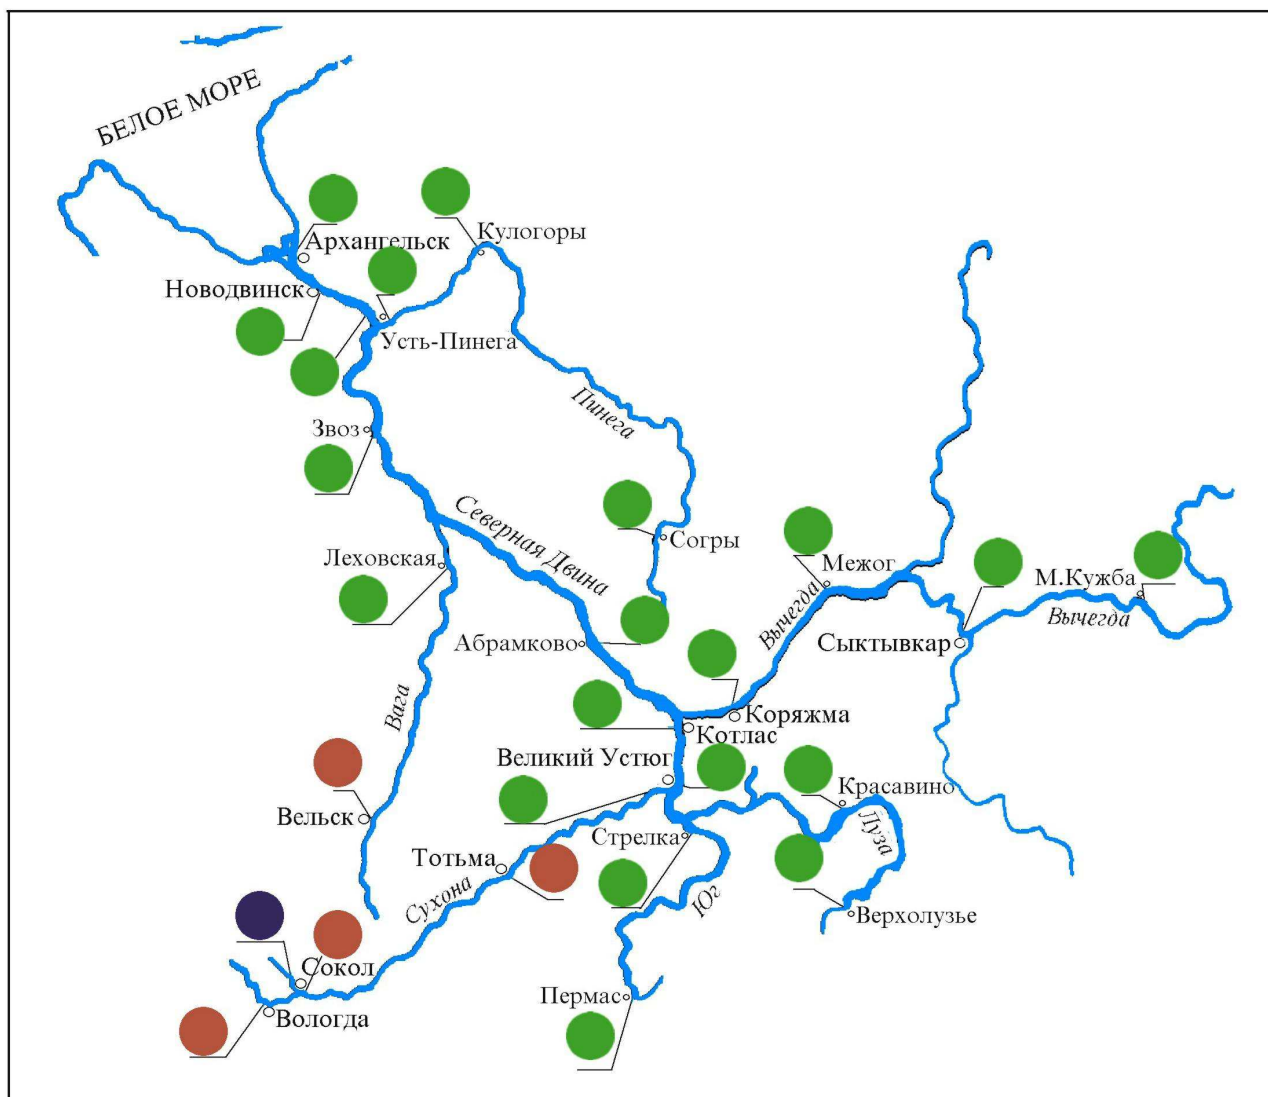 БЕЛОЕ МОРЕ
Кулогоры
Архангельск
Новодвинск
Усть-Пинега
Пинега
Звоз
Северная Двина
Согры
Леховская
Межог
М.Кужба
Вычегда
Вычегда
Сыктывкар
Абрамково
Вага
Коряжма
Котлас
Великий Устюг
Красавино
Вельск
Луза
Стрелка
Тотьма
Сухона
Юг
Верхолузье
Сокол
Пермас
Вологда